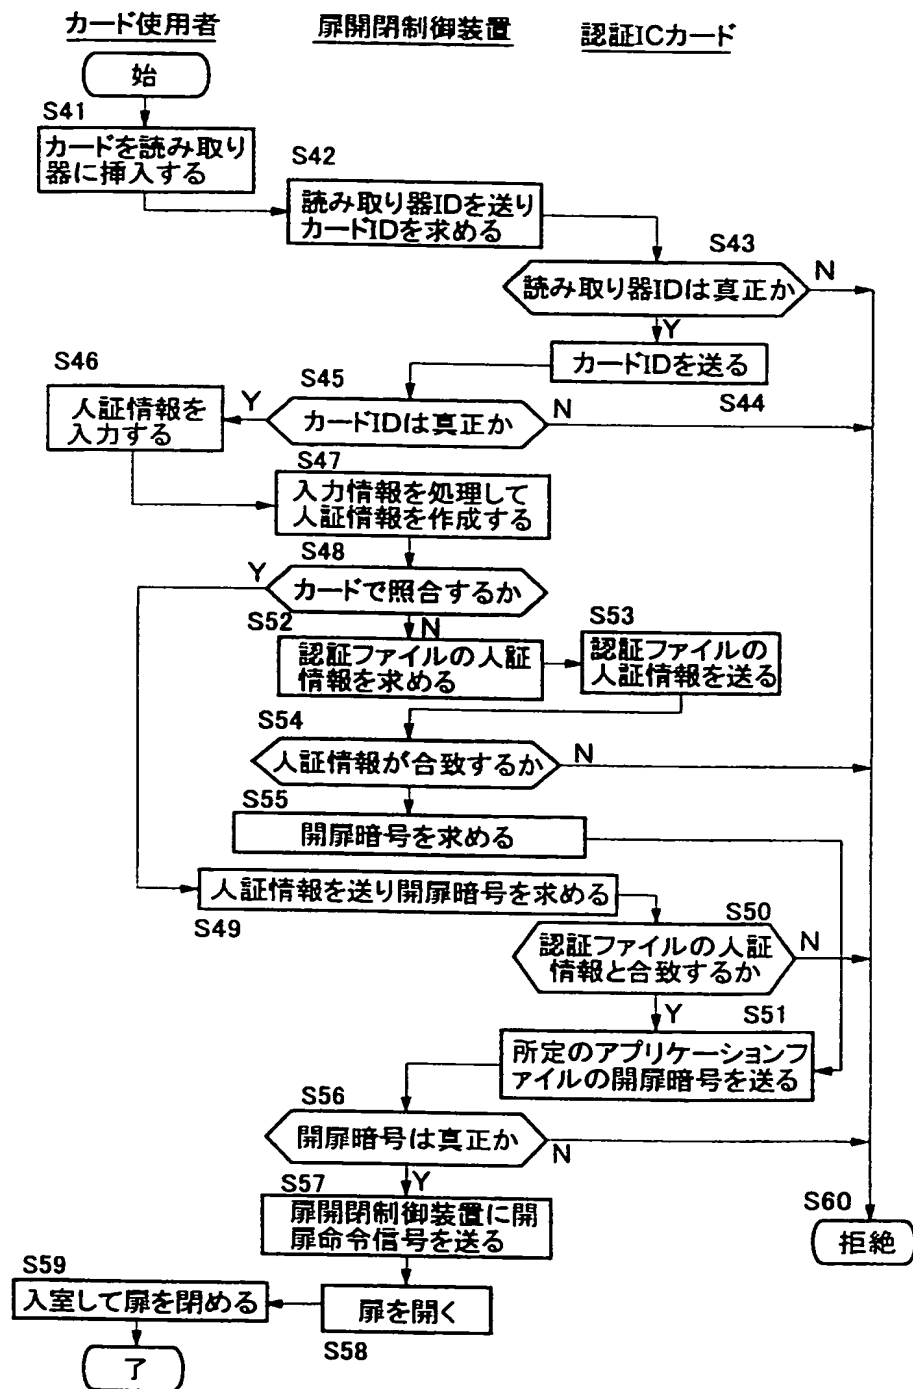 カード使用者
扉開閉制御装置
認証ICカード
始
S41
カードを読み取り
器に挿入する
S42
読み取り器IDを送り
カードIDを求める
S43
読み取り器IDは真正か
N
Y
カードIDを送る
S44
S45
カードIDは真正か
Y
N
S46
人証情報を
入力する
S47
入力情報を処理して
人証情報を作成する
S48
カードで照合するか
Y
N
S52
認証ファイルの人証
情報を求める
S53
認証ファイルの
人証情報を送る
S54
人証情報が合致するか
N
S55
開扉暗号を求める
人証情報を送り開扉暗号を求める
S49
S50
認証ファイルの人証
情報と合致するか
N
Y
S51
所定のアプリケーションフ
ァイルの開扉暗号を送る
S56
開扉暗号は真正か
N
Y
S57
扉開閉制御装置に開
扉命令信号を送る
S60
拒絶
S59
入室して扉を閉める
扉を開く
S58
了